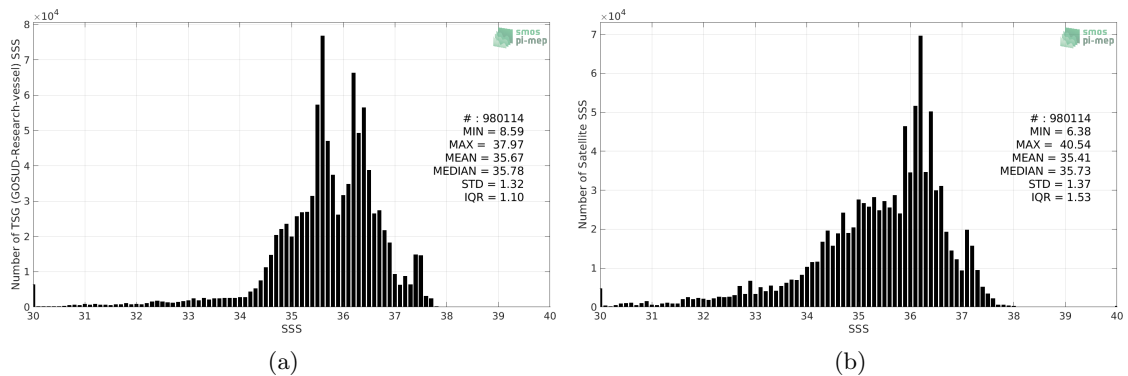 ×10⁴
8
7
6
5
4
3
2
1
0
Number of TSG (GOSUD-Research-vessel) SSS
30 31 32 33 34 35 36 37 38 39 40
SSS
smos
pi-mep
# : 980114
MIN = 8.59
MAX = 37.97
MEAN = 35.67
MEDIAN = 35.78
STD = 1.32
IQR = 1.10
(a)
×10⁴
7
6
5
4
3
2
1
0
Number of Satellite SSS
30 31 32 33 34 35 36 37 38 39 40
SSS
smos
pi-mep
# : 980114
MIN = 6.38
MAX = 40.54
MEAN = 35.41
MEDIAN = 35.73
STD = 1.37
IQR = 1.53
(b)